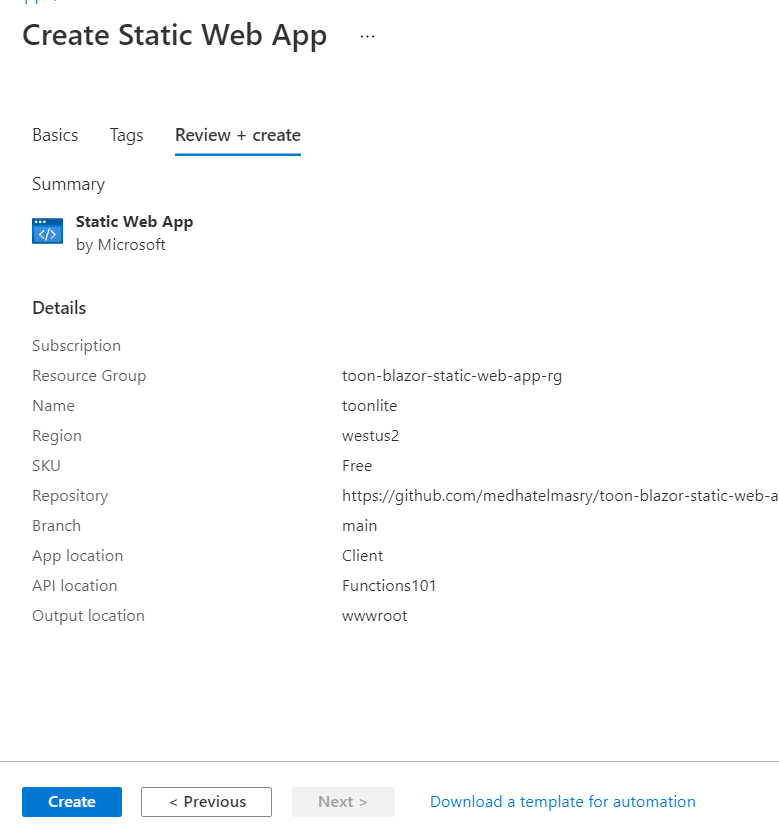 Create Static Web App ...
Basics Tags Review + create
Summary
Static Web App
by Microsoft
Details
Subscription
Resource Group toon-blazor-static-web-app-rg
Name toonlite
Region westus2
SKU Free
Repository https://github.com/medhatelmasry/toon-blazor-static-web-a
Branch main
App location Client
API location Functions101
Output location wwwroot
Create < Previous Next > Download a template for automation